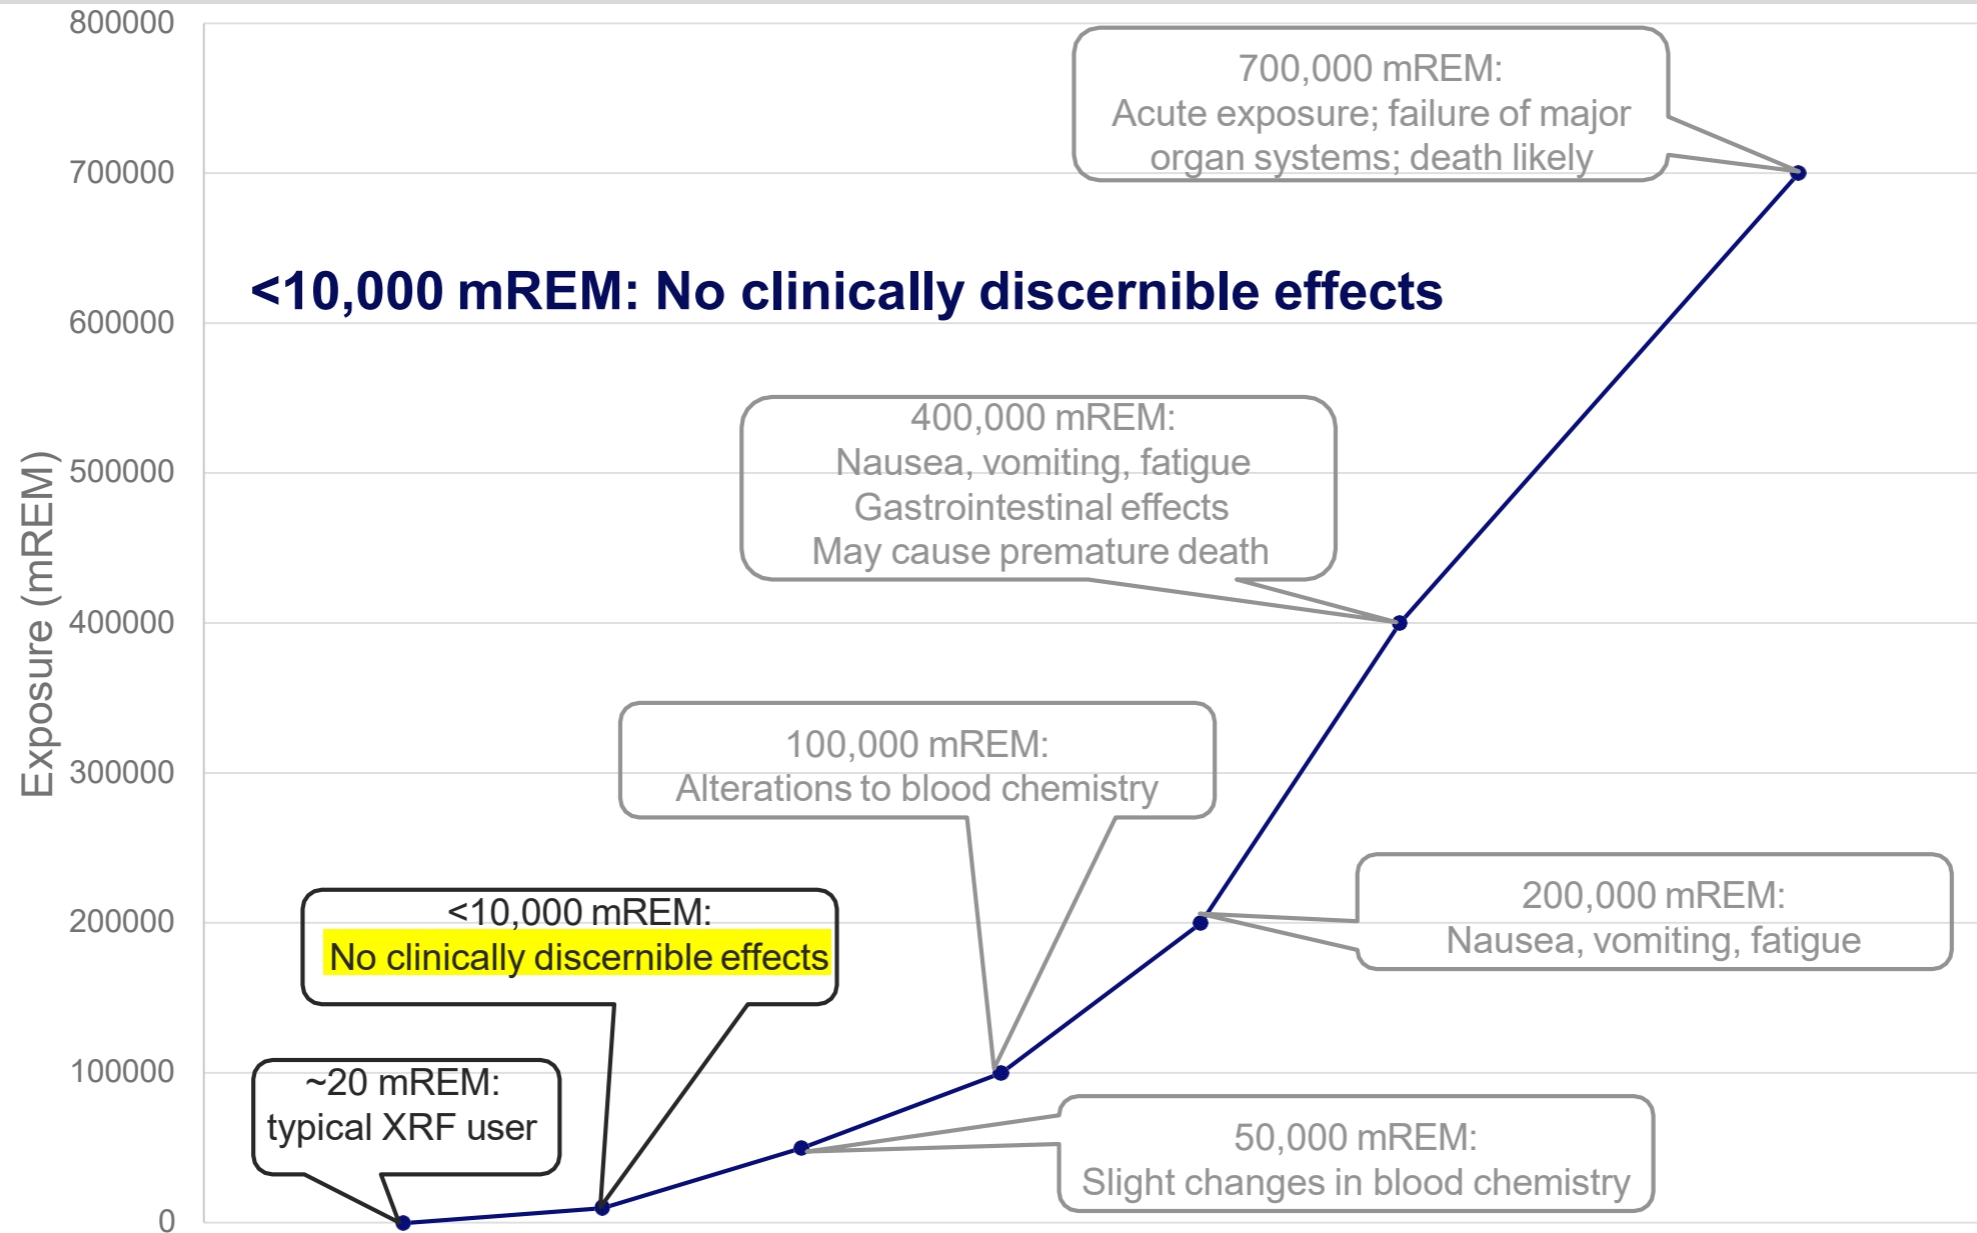 800000
700000
600000
500000
400000
300000
200000
100000
0
Exposure (mREM)
700,000 mREM:
Acute exposure; failure of major
organ systems; death likely
<10,000 mREM: No clinically discernible effects
400,000 mREM:
Nausea, vomiting, fatigue
Gastrointestinal effects
May cause premature death
100,000 mREM:
Alterations to blood chemistry
200,000 mREM:
Nausea, vomiting, fatigue
<10,000 mREM:
No clinically discernible effects
~20 mREM:
typical XRF user
50,000 mREM:
Slight changes in blood chemistry